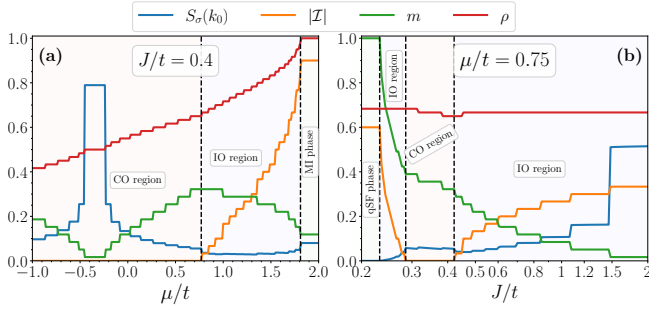 S_σ(k_0) |ℐ| m ρ
(a) J/t = 0.4
1.0
0.8
0.6
0.4
0.2
0.0
CO region
IO region
MI phase
−1.0 −0.5 0.0 0.5 1.0 1.5 2.0
μ/t
μ/t = 0.75 (b)
1.0
0.8
0.6
0.4
0.2
0.0
qSF phase
IO region
CO region
IO region
0.2 0.3 0.4 0.5 0.6 0.8 1 1.2 1.5 2
J/t